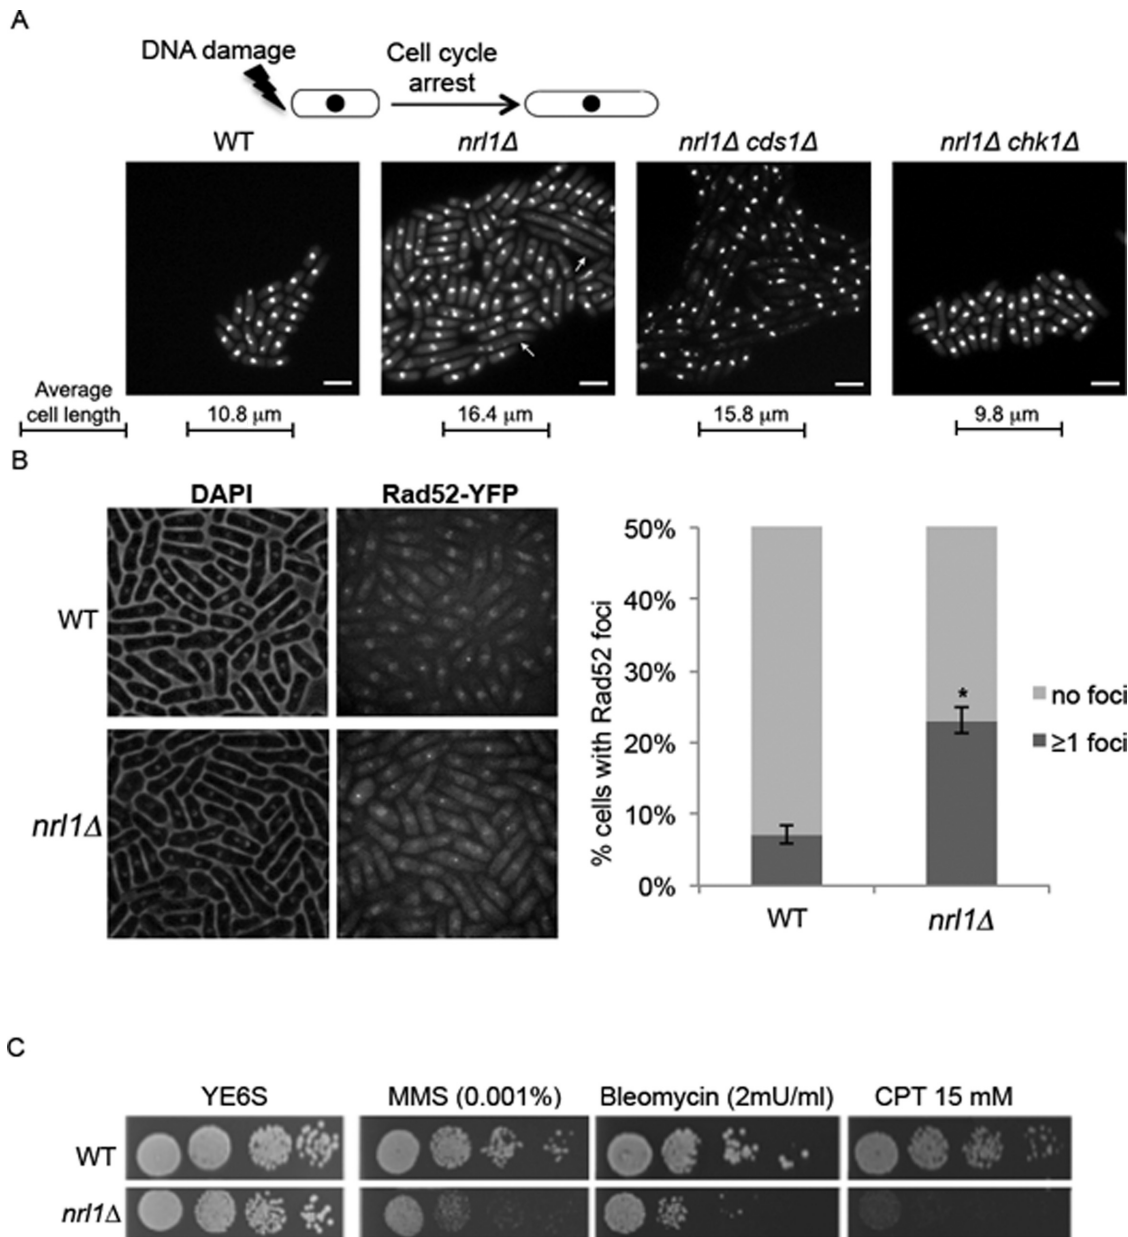 A
DNA damage
Cell cycle
arrest
WT
nrl1Δ
nrl1Δ cds1Δ
nrl1Δ chk1Δ
Average
cell length
10.8 µm
16.4 µm
15.8 µm
9.8 µm
B
DAPI
Rad52-YFP
WT
nrl1Δ
% cells with Rad52 foci
50%
40%
30%
20%
10%
0%
*
WT
nrl1Δ
no foci
≥1 foci
C
YE6S
MMS (0.001%)
Bleomycin (2mU/ml)
CPT 15 mM
WT
nrl1Δ